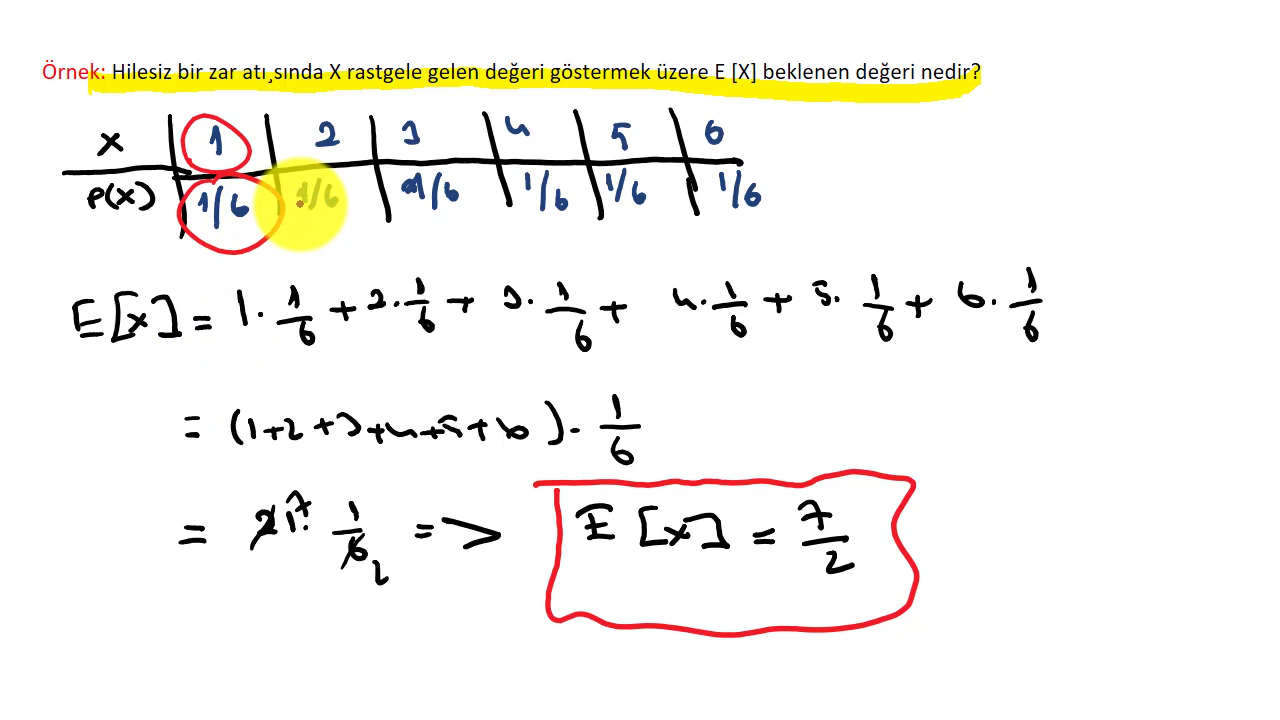 Örnek: Hilesiz bir zar atı¸sında X rastgele gelen değeri göstermek üzere E [X] beklenen değeri nedir?
X 1 2 3 4 5 6
P(X) 1/6 1/6 1/6 1/6 1/6 1/6
E[X] = 1 · 1/6 + 2 · 1/6 + 3 · 1/6 + 4 · 1/6 + 5 · 1/6 + 6 · 1/6
= (1+2+3+4+5+6) · 1/6
= 21 7 · 1/6 2 => E [X] = 7/2